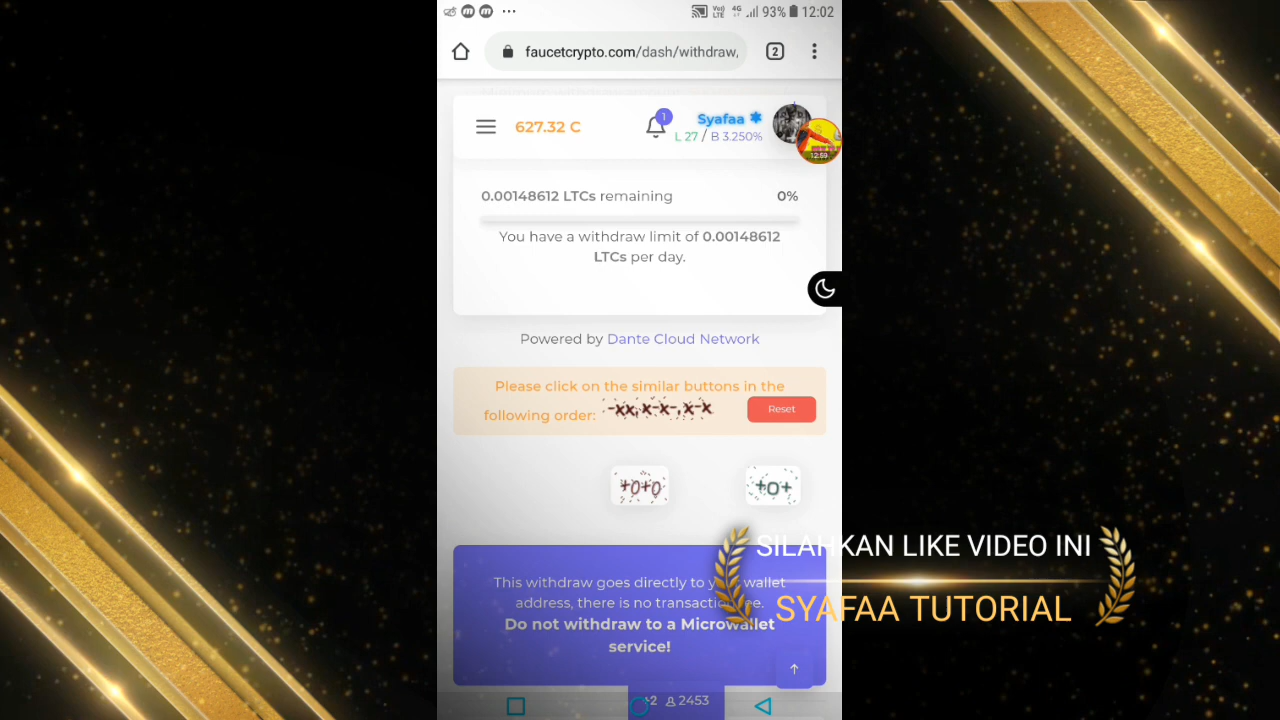 93% 12:02
faucetcrypto.com/dash/withdraw,
2
627.32 C
1
Syafaa
L 27 / B 3.250%
12:59
0.00148612 LTCs remaining
0%
You have a withdraw limit of 0.00148612
LTCs per day.
Powered by Dante Cloud Network
Please click on the similar buttons in the
following order: -xx,x-x-,x-x
Reset
+o+o
+o+
SILAHKAN LIKE VIDEO INI
SYAFAA TUTORIAL
This withdraw goes directly to wallet
address, there is no transaction
Do not withdraw to a Microwallet
service!
2453